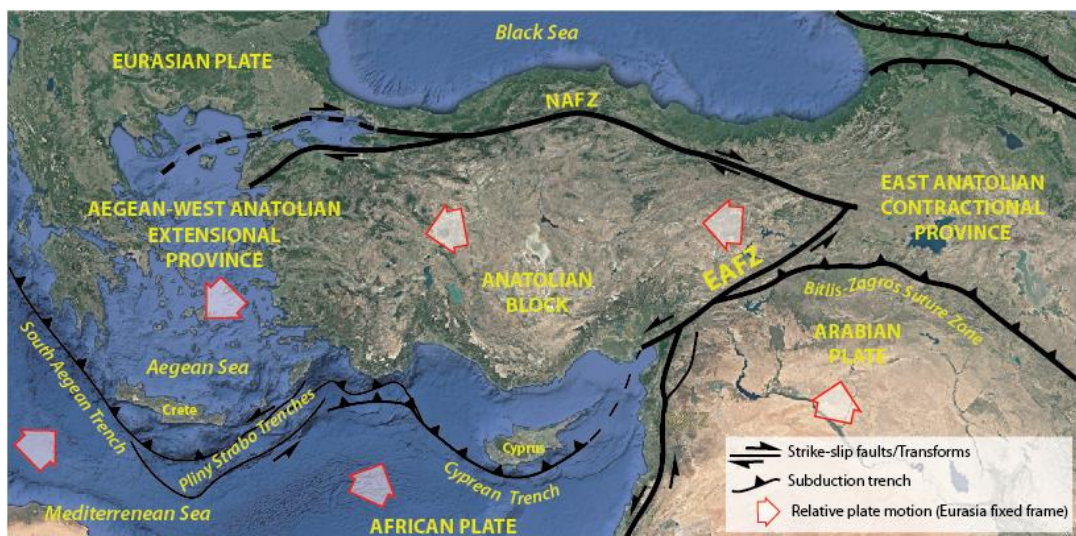 Black Sea
EURASIAN PLATE
NAFZ
EAST ANATOLIAN
CONTRACTIONAL
PROVINCE
AEGEAN-WEST ANATOLIAN
EXTENSIONAL
PROVINCE
EAFZ
ANATOLIAN
BLOCK
Bitlis-Zagros Suture Zone
ARABIAN
PLATE
South Aegean Trench
Aegean Sea
Crete
Pliny Strabo Trenches
Cyprus
Cyprean Trench
Mediterranean Sea
AFRICAN PLATE
Strike-slip faults/Transforms
Subduction trench
Relative plate motion (Eurasia fixed frame)